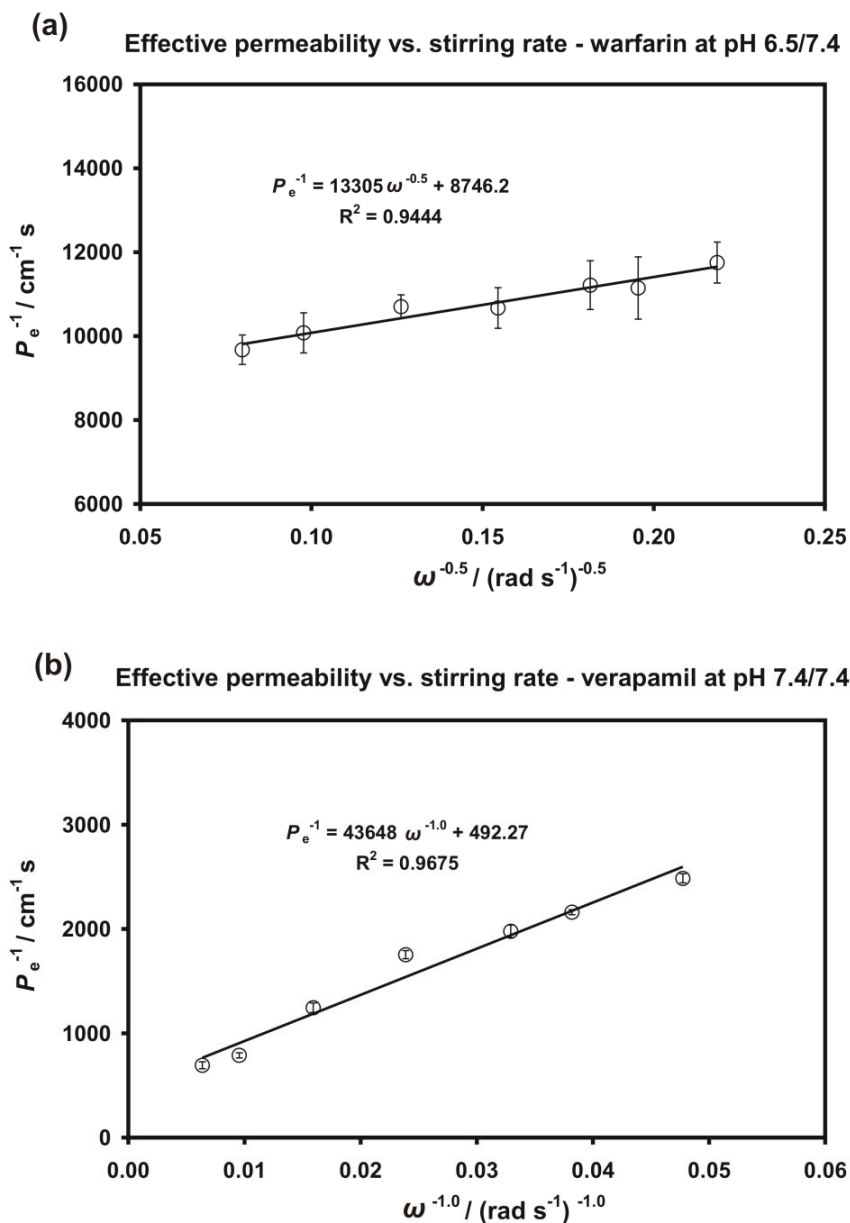 (a)
Effective permeability vs. stirring rate - warfarin at pH 6.5/7.4
16000
14000
12000
10000
8000
6000
Pₑ⁻¹ / cm⁻¹ s
Pₑ⁻¹ = 13305 ω⁻⁰·⁵ + 8746.2
R² = 0.9444
0.05 0.10 0.15 0.20 0.25
ω⁻⁰·⁵ / (rad s⁻¹)⁻⁰·⁵
(b)
Effective permeability vs. stirring rate - verapamil at pH 7.4/7.4
4000
3000
2000
1000
0
Pₑ⁻¹ / cm⁻¹ s
Pₑ⁻¹ = 43648 ω⁻¹·⁰ + 492.27
R² = 0.9675
0.00 0.01 0.02 0.03 0.04 0.05 0.06
ω⁻¹·⁰ / (rad s⁻¹) ⁻¹·⁰